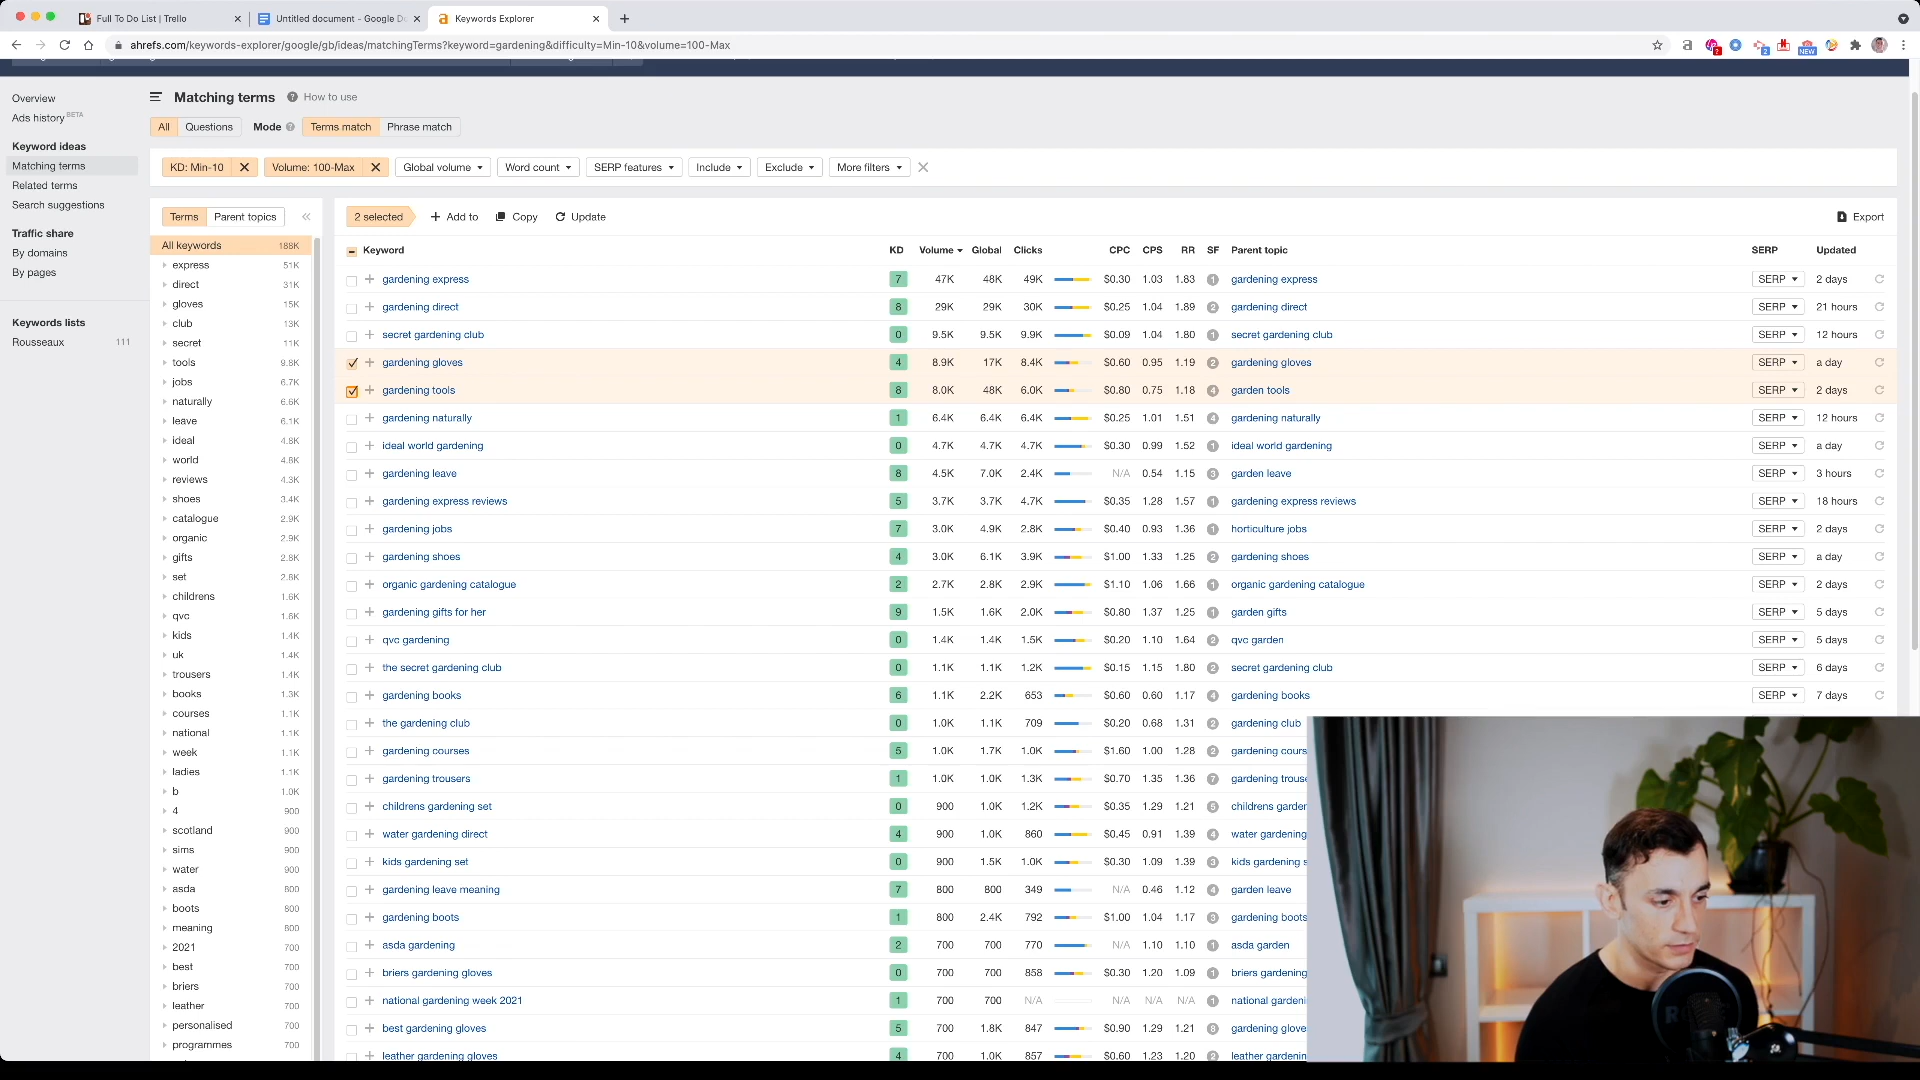 Full To Do List | Trello
Untitled document - Google D
Keywords Explorer
ahrefs.com/keywords-explorer/google/gb/ideas/matchingTerms?keyword=gardening&difficulty=Min-10&volume=100-Max
2
2
NEW
Overview
Ads history BETA
Keyword ideas
Matching terms
Related terms
Search suggestions
Traffic share
By domains
By pages
Keywords lists
Rousseaux 111
Matching terms ? How to use
All Questions Mode ? Terms match Phrase match
KD: Min-10 Volume: 100-Max Global volume Word count SERP features Include Exclude More filters
Terms Parent topics
All keywords 188K
express 51K
direct 31K
gloves 15K
club 13K
secret 11K
tools 9.8K
jobs 6.7K
naturally 6.6K
leave 6.1K
ideal 4.8K
world 4.8K
reviews 4.3K
shoes 3.4K
catalogue 2.9K
organic 2.9K
gifts 2.8K
set 2.6K
childrens 1.6K
qvc 1.6K
kids 1.4K
uk 1.4K
trousers 1.4K
books 1.3K
courses 1.1K
national 1.1K
week 1.1K
ladies 1.1K
b 1.0K
4 900
scotland 900
sims 900
water 900
asda 800
boots 800
meaning 800
2021 700
best 700
briers 700
leather 700
personalised 700
programmes 700
2 selected Add to Copy Update Export
Keyword KD Volume Global Clicks CPC CPS RR SF Parent topic SERP Updated
gardening express 7 47K 48K 49K $0.30 1.03 1.83 1 gardening express SERP 2 days
gardening direct 8 29K 29K 30K $0.25 1.04 1.89 2 gardening direct SERP 21 hours
secret gardening club 0 9.5K 9.5K 9.9K $0.09 1.04 1.80 1 secret gardening club SERP 12 hours
gardening gloves 4 8.9K 17K 8.4K $0.60 0.95 1.19 2 gardening gloves SERP a day
gardening tools 8 8.0K 48K 6.0K $0.80 0.75 1.18 4 garden tools SERP 2 days
gardening naturally 1 6.4K 6.4K 6.4K $0.25 1.01 1.51 4 gardening naturally SERP 12 hours
ideal world gardening 0 4.7K 4.7K 4.7K $0.30 0.99 1.52 1 ideal world gardening SERP a day
gardening leave 8 4.5K 7.0K 2.4K N/A 0.54 1.15 3 garden leave SERP 3 hours
gardening express reviews 5 3.7K 3.7K 4.7K $0.35 1.28 1.57 1 gardening express reviews SERP 18 hours
gardening jobs 7 3.0K 4.9K 2.8K $0.40 0.93 1.36 1 horticulture jobs SERP 2 days
gardening shoes 4 3.0K 6.1K 3.9K $1.00 1.33 1.25 2 gardening shoes SERP a day
organic gardening catalogue 2 2.7K 2.8K 2.9K $1.10 1.06 1.66 1 organic gardening catalogue SERP 2 days
gardening gifts for her 9 1.5K 1.6K 2.0K $0.80 1.37 1.25 1 garden gifts SERP 5 days
qvc gardening 0 1.4K 1.4K 1.5K $0.20 1.10 1.64 2 qvc garden SERP 5 days
the secret gardening club 0 1.1K 1.1K 1.2K $0.15 1.15 1.80 2 secret gardening club SERP 6 days
gardening books 6 1.1K 2.2K 653 $0.60 0.60 1.17 4 gardening books SERP 7 days
the gardening club 0 1.0K 1.1K 709 $0.20 0.68 1.31 2 gardening club
gardening courses 5 1.0K 1.7K 1.0K $1.60 1.00 1.28 2 gardening cours
gardening trousers 1 1.0K 1.0K 1.3K $0.70 1.35 1.36 7 gardening trouse
childrens gardening set 0 900 1.0K 1.2K $0.35 1.29 1.21 5 childrens garder
water gardening direct 4 900 1.0K 860 $0.45 0.91 1.39 4 water gardening
kids gardening set 0 900 1.5K 1.0K $0.30 1.09 1.39 3 kids gardening s
gardening leave meaning 7 800 800 349 N/A 0.46 1.12 4 garden leave
gardening boots 1 800 2.4K 792 $1.00 1.04 1.17 3 gardening boots
asda gardening 2 700 700 770 N/A 1.10 1.10 1 asda garden
briers gardening gloves 0 700 700 858 $0.30 1.20 1.09 1 briers gardening
national gardening week 2021 1 700 700 N/A N/A N/A N/A 1 national gardeni
best gardening gloves 5 700 1.8K 847 $0.90 1.29 1.21 8 gardening glove
leather gardening gloves 4 700 1.0K 857 $0.60 1.23 1.20 2 leather gardenin